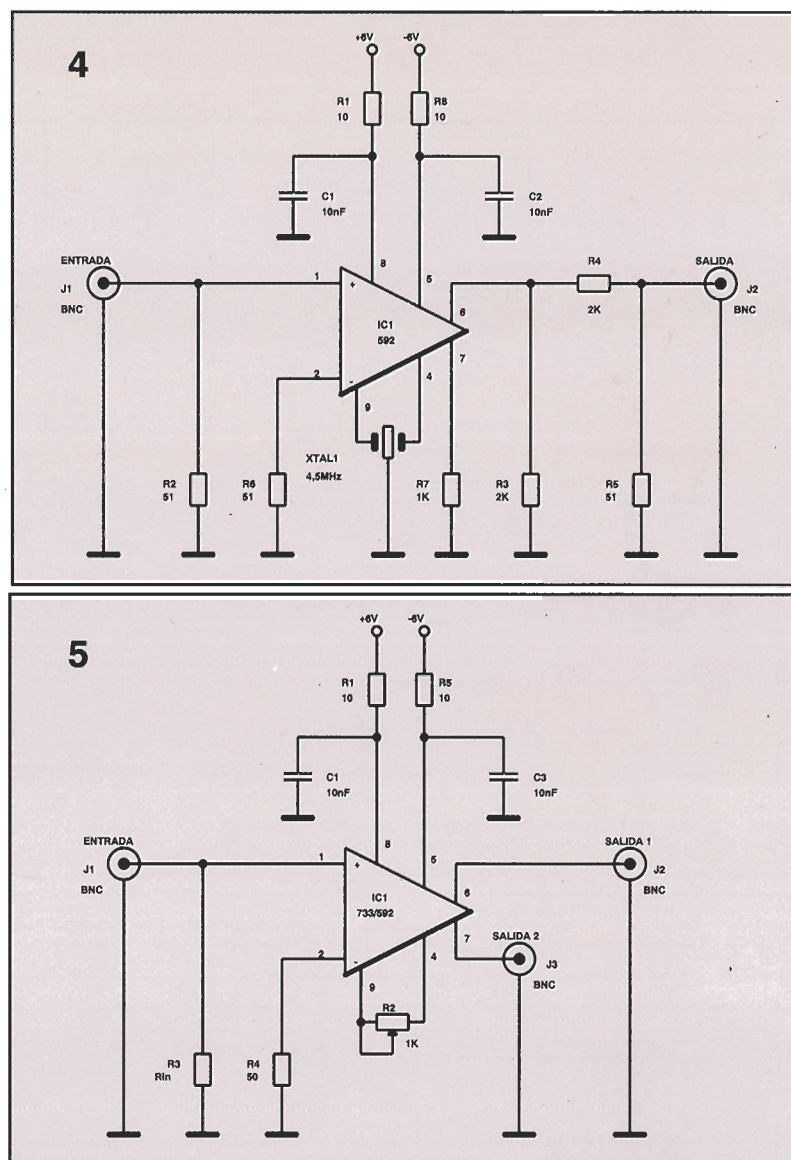 4
+6V -6V
R1 R8
10 10
C1 C2
10nF 10nF
ENTRADA R4 SALIDA
J1 1 + 8 5 6 J2
BNC IC1 2K BNC
592 7
2 - 9 4
XTAL1
4,5MHz
R2 R6 R7 R3 R5
51 51 1K 2K 51
5
+6V -6V
R1 R5
10 10
C1 C3
10nF 10nF
ENTRADA 8 5 SALIDA 1
J1 1 + 6 J2
BNC IC1 BNC
733/592 7
SALIDA 2
2 - 9 4 J3
BNC
R2
1K
R3 R4
Rin 50